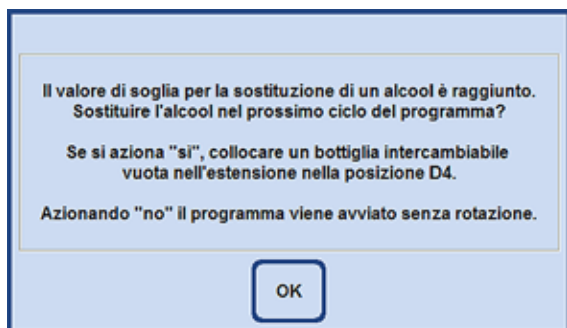 Il valore di soglia per la sostituzione di un alcool è raggiunto.
Sostituire l'alcool nel prossimo ciclo del programma?
Se si aziona "si", collocare un bottiglia intercambiabile
vuota nell'estensione nella posizione D4.
Azionando "no" il programma viene avviato senza rotazione.
OK